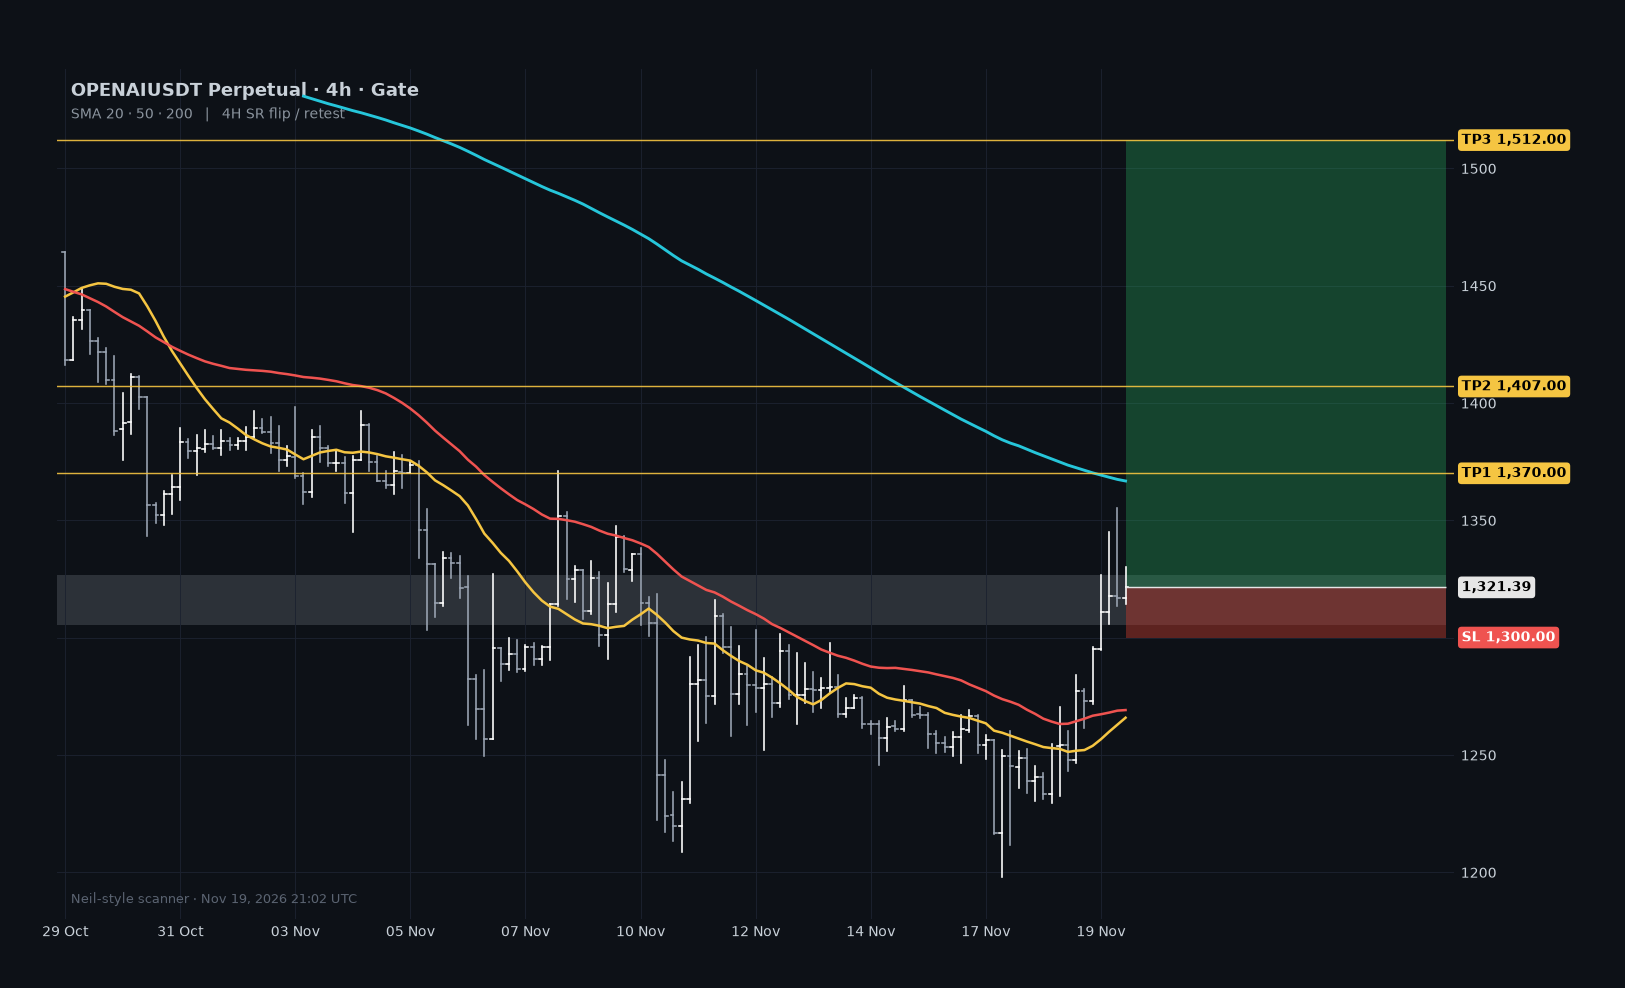 OPENAIUSDT Perpetual · 4h · Gate
SMA 20 · 50 · 200 | 4H SR flip / retest
TP3 1,512.00
1500
1450
TP2 1,407.00
1400
TP1 1,370.00
1350
1,321.39
SL 1,300.00
1250
1200
Neil-style scanner · Nov 19, 2026 21:02 UTC
29 Oct 31 Oct 03 Nov 05 Nov 07 Nov 10 Nov 12 Nov 14 Nov 17 Nov 19 Nov